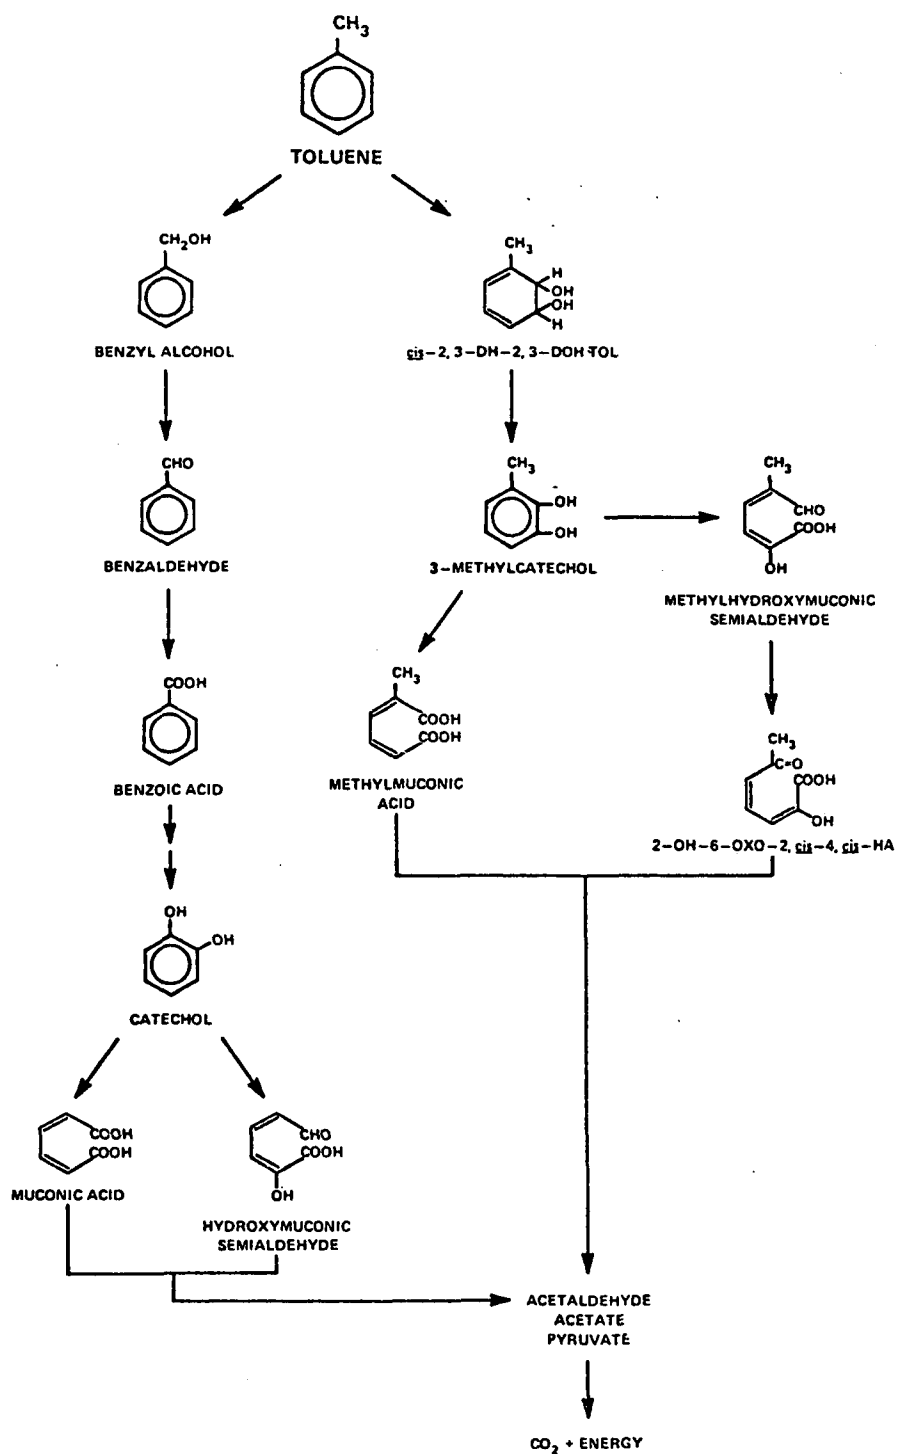 CH3
TOLUENE
CH2OH
BENZYL ALCOHOL
CH3
H
OH
OH
H
cis-2, 3-DH-2, 3-DOH-TOL
CHO
BENZALDEHYDE
CH3
OH
OH
3-METHYLCATECHOL
CH3
CHO
COOH
OH
METHYLHYDROXYMUCONIC
SEMIALDEHYDE
COOH
BENZOIC ACID
CH3
COOH
COOH
METHYLMUCONIC
ACID
CH3
C=O
COOH
OH
2-OH-6-OXO-2, cis-4, cis-HA
OH
OH
CATECHOL
COOH
COOH
MUCONIC ACID
CHO
COOH
OH
HYDROXYMUCONIC
SEMIALDEHYDE
ACETALDEHYDE
ACETATE
PYRUVATE
CO2 + ENERGY